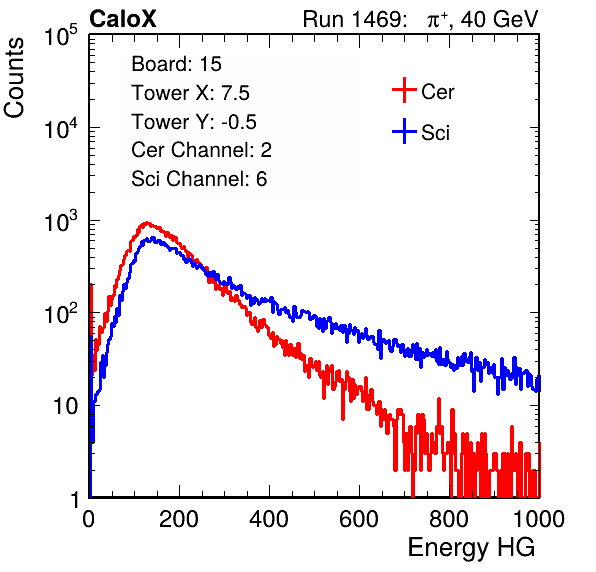 CaloX Run 1469: π⁺, 40 GeV
Counts
10⁵
10⁴
10³
10²
10
1
Board: 15
Tower X: 7.5
Tower Y: -0.5
Cer Channel: 2
Sci Channel: 6
Cer
Sci
0 200 400 600 800 1000
Energy HG